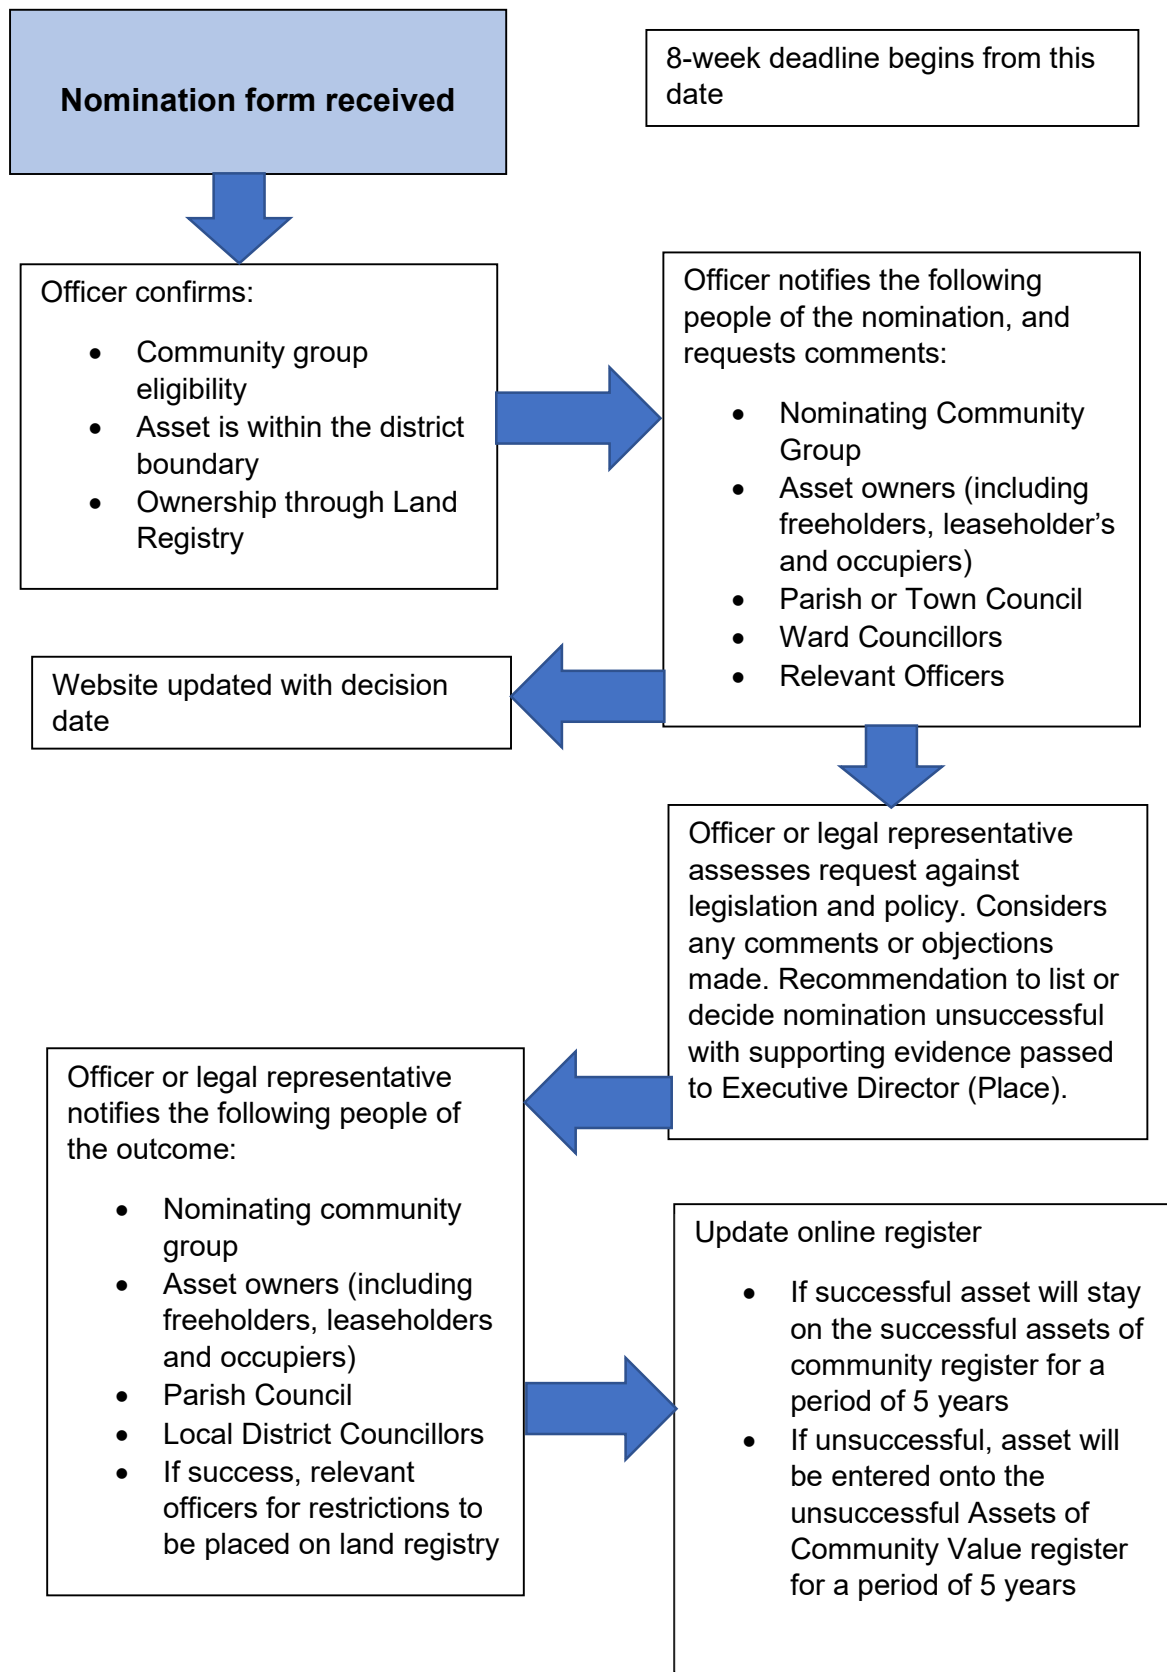 Nomination form received
8-week deadline begins from this
date
Officer confirms:
• Community group
eligibility
• Asset is within the district
boundary
• Ownership through Land
Registry
Officer notifies the following
people of the nomination, and
requests comments:
• Nominating Community
Group
• Asset owners (including
freeholders, leaseholder’s
and occupiers)
• Parish or Town Council
• Ward Councillors
• Relevant Officers
Website updated with decision
date
Officer or legal representative
assesses request against
legislation and policy. Considers
any comments or objections
made. Recommendation to list or
decide nomination unsuccessful
with supporting evidence passed
to Executive Director (Place).
Officer or legal representative
notifies the following people of
the outcome:
• Nominating community
group
• Asset owners (including
freeholders, leaseholders
and occupiers)
• Parish Council
• Local District Councillors
• If success, relevant
officers for restrictions to
be placed on land registry
Update online register
• If successful asset will stay
on the successful assets of
community register for a
period of 5 years
• If unsuccessful, asset will
be entered onto the
unsuccessful Assets of
Community Value register
for a period of 5 years